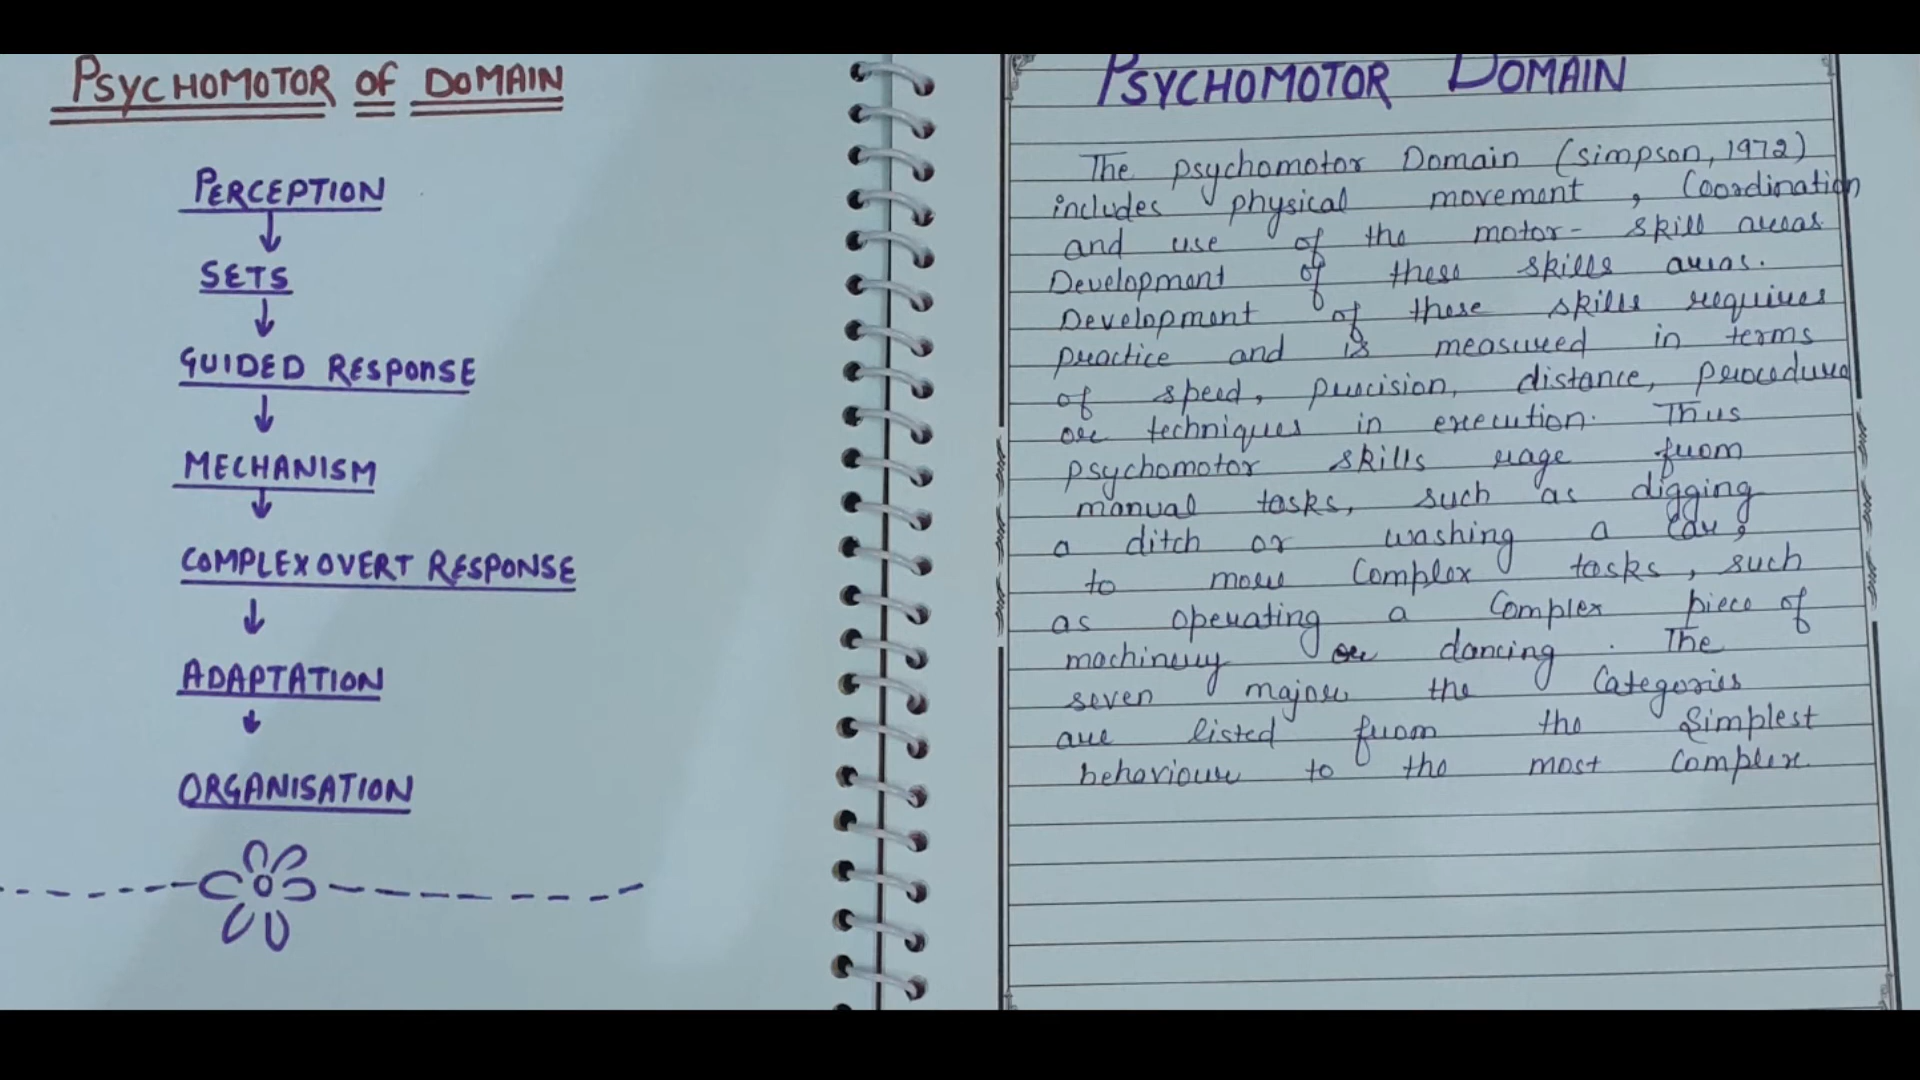 PSYCHOMOTOR OF DOMAIN
PERCEPTION
SETS
GUIDED RESPONSE
MECHANISM
COMPLEX OVERT RESPONSE
ADAPTATION
ORGANISATION
PSYCHOMOTOR DOMAIN
The psychomotor Domain (simpson, 1972)
includes physical movement, Coordination
and use of the motor- skill areas
Development of these skills areas.
Development of these skills requires
practice and is measured in terms
of speed, precision, distance, procedure
or techniques in execution. Thus
psychomotor skills rage from
manual tasks, such as digging
a ditch or washing a car,
to more complex tasks, such
as operating a complex piece of
machinery or dancing. The
seven major the Categories
are listed from the simplest
behaviour to the most complex.